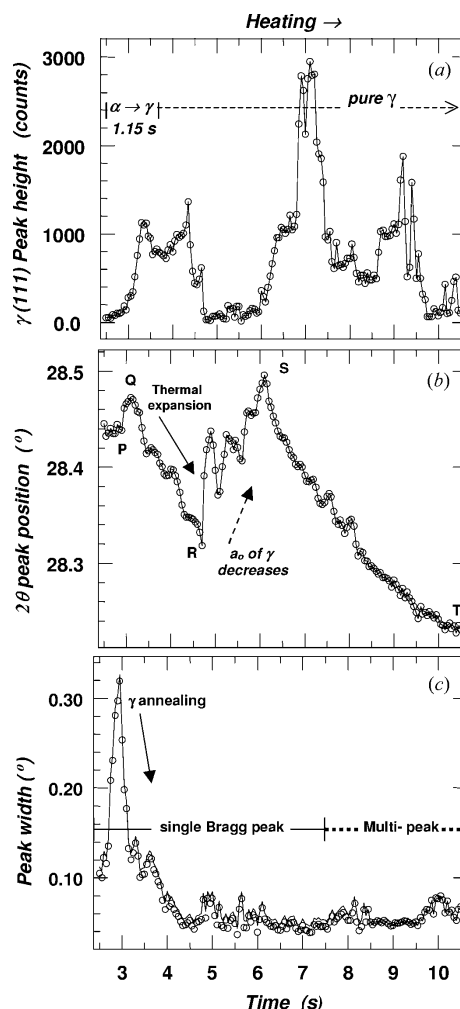 Heating →
(a)
γ (111) Peak height (counts)
3000
2000
1000
0.0
α → γ
1.15 s
pure γ
(b)
2θ peak position (°)
28.5
28.4
28.3
Q
P
Thermal
expansion
R
S
a₀ of γ
decreases
T
(c)
Peak width (°)
0.30
0.20
0.10
γ annealing
single Bragg peak
Multi- peak
3 4 5 6 7 8 9 10
Time (s)